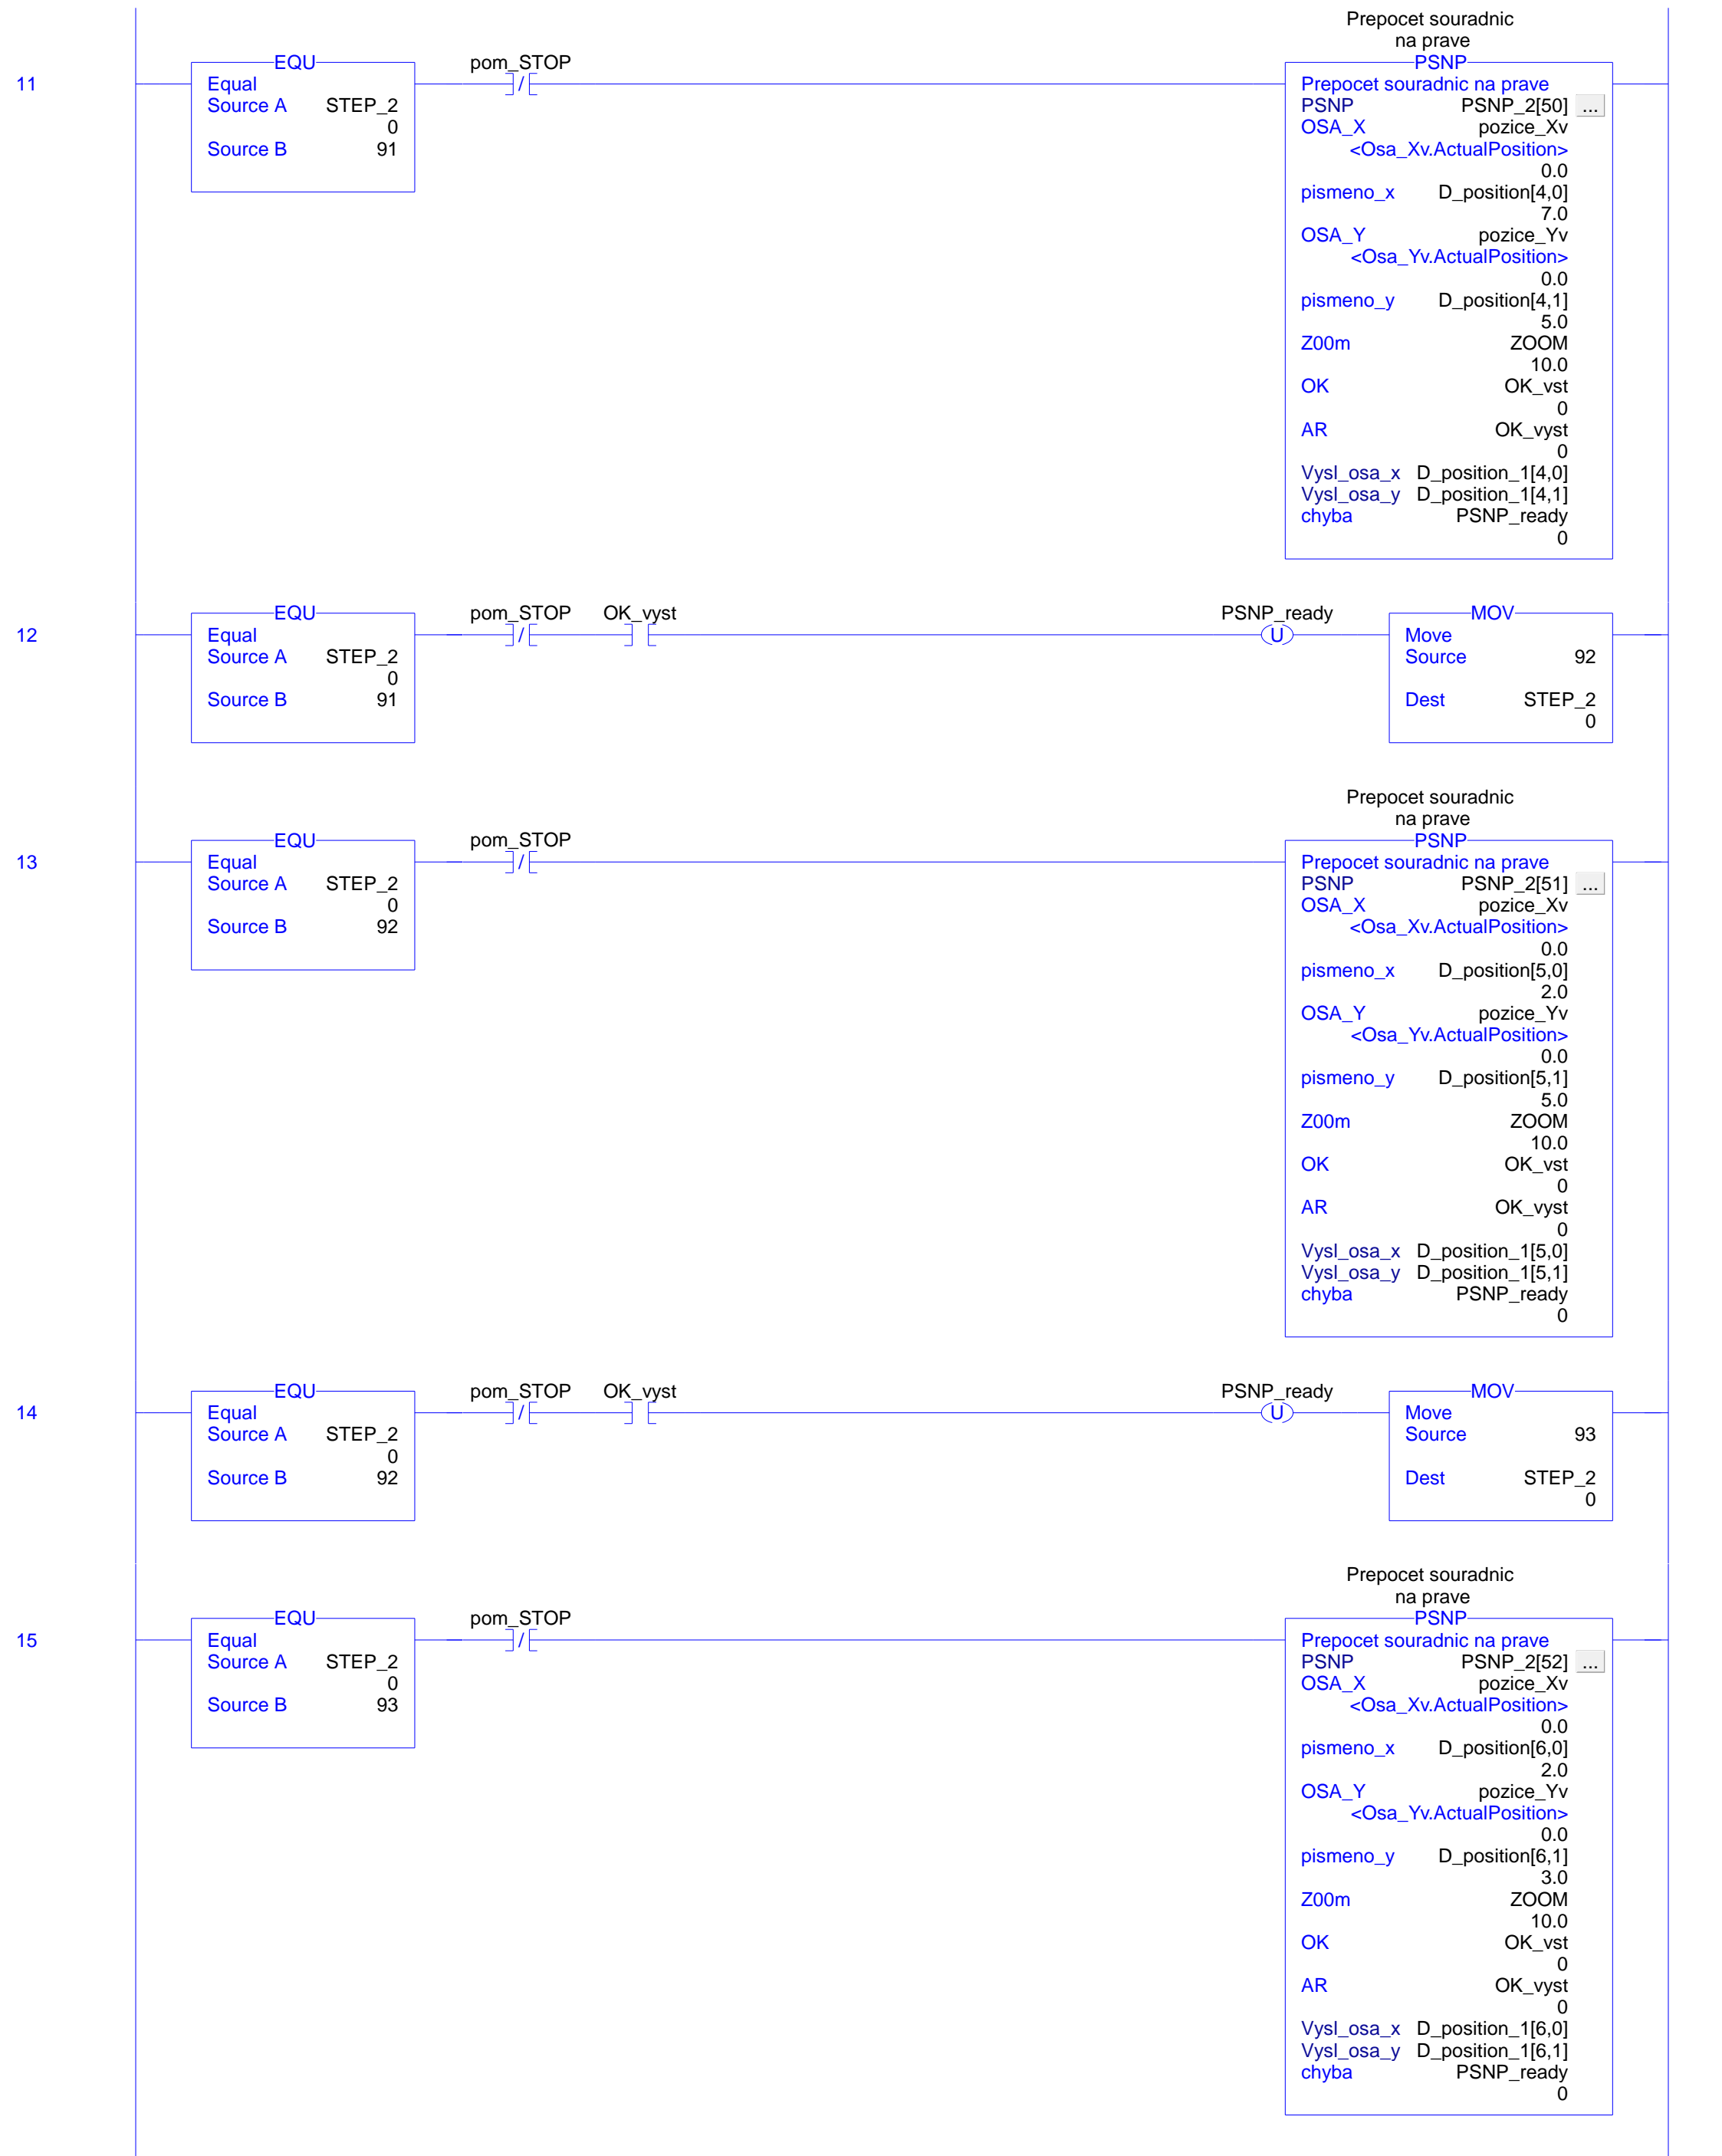 Prepocet souradnic
na prave
11
EQU
Equal
Source A STEP_2
0
Source B 91
pom_STOP
PSNP
Prepocet souradnic na prave
PSNP PSNP_2[50] ...
OSA_X pozice_Xv
<Osa_Xv.ActualPosition>
0.0
pismeno_x D_position[4,0]
7.0
OSA_Y pozice_Yv
<Osa_Yv.ActualPosition>
0.0
pismeno_y D_position[4,1]
5.0
Z00m ZOOM
10.0
OK OK_vst
0
AR OK_vyst
0
Vysl_osa_x D_position_1[4,0]
Vysl_osa_y D_position_1[4,1]
chyba PSNP_ready
0
12
EQU
Equal
Source A STEP_2
0
Source B 91
pom_STOP OK_vyst
PSNP_ready
U
MOV
Move
Source 92
Dest STEP_2
0
Prepocet souradnic
na prave
13
EQU
Equal
Source A STEP_2
0
Source B 92
pom_STOP
PSNP
Prepocet souradnic na prave
PSNP PSNP_2[51] ...
OSA_X pozice_Xv
<Osa_Xv.ActualPosition>
0.0
pismeno_x D_position[5,0]
2.0
OSA_Y pozice_Yv
<Osa_Yv.ActualPosition>
0.0
pismeno_y D_position[5,1]
5.0
Z00m ZOOM
10.0
OK OK_vst
0
AR OK_vyst
0
Vysl_osa_x D_position_1[5,0]
Vysl_osa_y D_position_1[5,1]
chyba PSNP_ready
0
14
EQU
Equal
Source A STEP_2
0
Source B 92
pom_STOP OK_vyst
PSNP_ready
U
MOV
Move
Source 93
Dest STEP_2
0
Prepocet souradnic
na prave
15
EQU
Equal
Source A STEP_2
0
Source B 93
pom_STOP
PSNP
Prepocet souradnic na prave
PSNP PSNP_2[52] ...
OSA_X pozice_Xv
<Osa_Xv.ActualPosition>
0.0
pismeno_x D_position[6,0]
2.0
OSA_Y pozice_Yv
<Osa_Yv.ActualPosition>
0.0
pismeno_y D_position[6,1]
3.0
Z00m ZOOM
10.0
OK OK_vst
0
AR OK_vyst
0
Vysl_osa_x D_position_1[6,0]
Vysl_osa_y D_position_1[6,1]
chyba PSNP_ready
0